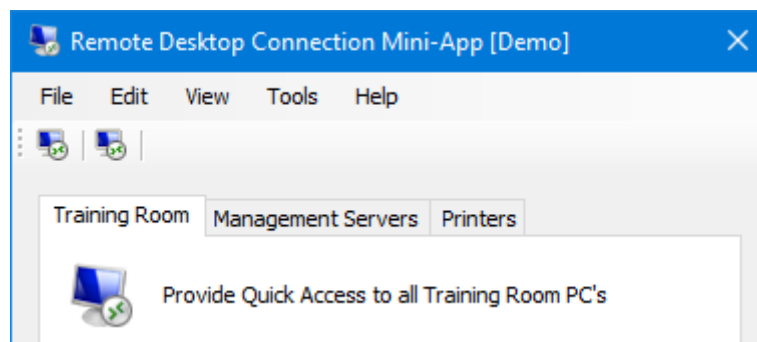 Remote Desktop Connection Mini-App [Demo]
File Edit View Tools Help
Training Room Management Servers Printers
Provide Quick Access to all Training Room PC's